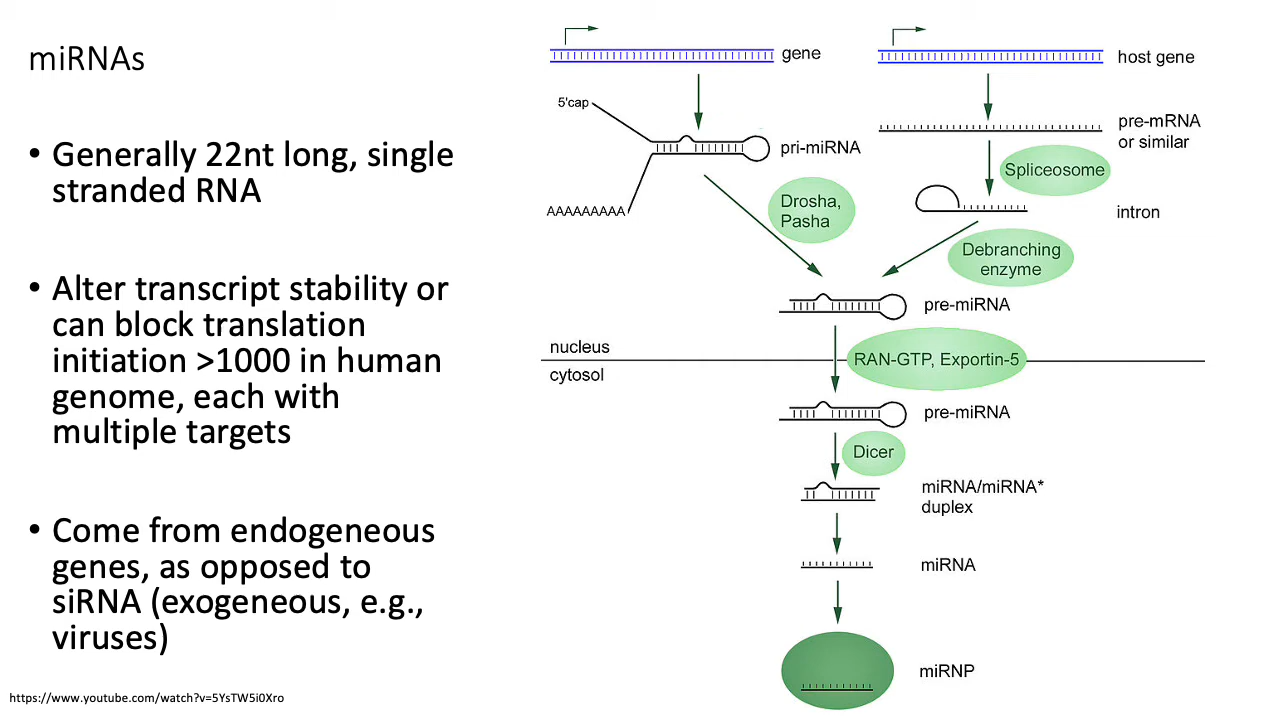 miRNAs
• Generally 22nt long, single
stranded RNA
• Alter transcript stability or
can block translation
initiation >1000 in human
genome, each with
multiple targets
• Come from endogeneous
genes, as opposed to
siRNA (exogeneous, e.g.,
viruses)
https://www.youtube.com/watch?v=5YsTW5i0Xro
gene
host gene
5'cap
pri-miRNA
pre-mRNA
or similar
Spliceosome
AAAAAAAAA
Drosha,
Pasha
intron
Debranching
enzyme
pre-miRNA
nucleus
cytosol
RAN-GTP, Exportin-5
pre-miRNA
Dicer
miRNA/miRNA*
duplex
miRNA
miRNP